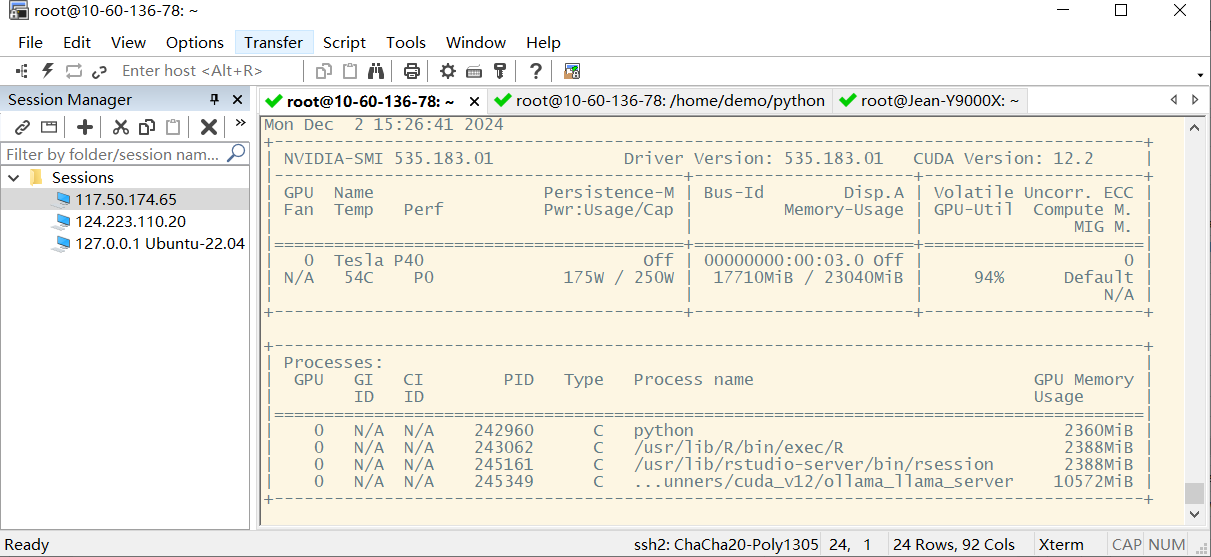 root@10-60-136-78: ~
File Edit View Options Transfer Script Tools Window Help
Enter host <Alt+R>
Session Manager
Filter by folder/session nam...
Sessions
117.50.174.65
124.223.110.20
127.0.0.1 Ubuntu-22.04
root@10-60-136-78: ~ root@10-60-136-78: /home/demo/python root@Jean-Y9000X: ~
Mon Dec  2 15:26:41 2024
+---------------------------------------------------------------------------------------+
| NVIDIA-SMI 535.183.01             Driver Version: 535.183.01   CUDA Version: 12.2     |
|-----------------------------------------+----------------------+----------------------+
| GPU  Name                 Persistence-M | Bus-Id        Disp.A | Volatile Uncorr. ECC |
| Fan  Temp   Perf          Pwr:Usage/Cap |         Memory-Usage | GPU-Util  Compute M. |
|                                         |                      |               MIG M. |
|=========================================+======================+======================|
|   0  Tesla P40                      Off | 00000000:00:03.0 Off |                    0 |
| N/A   54C    P0             175W / 250W |  17710MiB / 23040MiB |     94%      Default |
|                                         |                      |                  N/A |
+-----------------------------------------+----------------------+----------------------+
+---------------------------------------------------------------------------------------+
| Processes:                                                                            |
|  GPU   GI   CI        PID   Type   Process name                            GPU Memory |
|        ID   ID                                                             Usage      |
|=======================================================================================|
|    0   N/A  N/A    242960      C   python                                     2360MiB |
|    0   N/A  N/A    243062      C   /usr/lib/R/bin/exec/R                      2388MiB |
|    0   N/A  N/A    245161      C   /usr/lib/rstudio-server/bin/rsession       2388MiB |
|    0   N/A  N/A    245349      C   ...unners/cuda_v12/ollama_llama_server    10572MiB |
+---------------------------------------------------------------------------------------+
Ready ssh2: ChaCha20-Poly1305 24, 1 24 Rows, 92 Cols Xterm CAP NUM